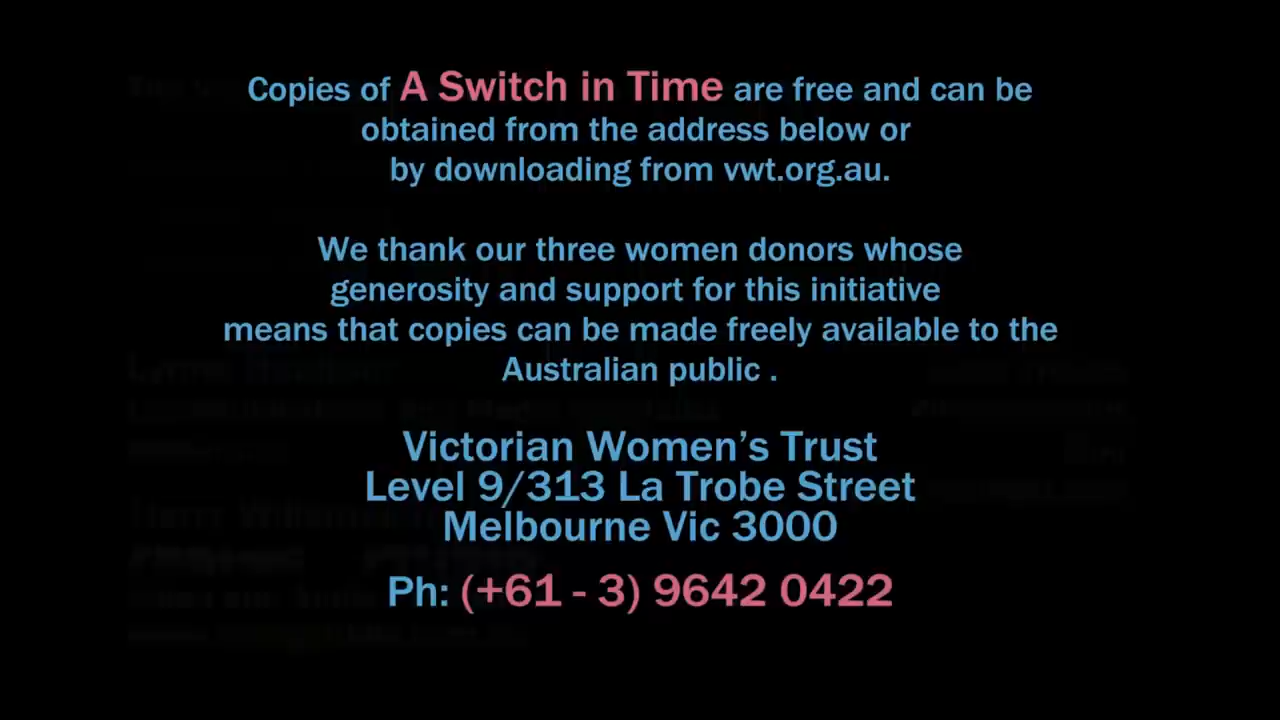 Copies of A Switch in Time are free and can be
obtained from the address below or
by downloading from vwt.org.au.
We thank our three women donors whose
generosity and support for this initiative
means that copies can be made freely available to the
Australian public .
Victorian Women’s Trust
Level 9/313 La Trobe Street
Melbourne Vic 3000
Ph: (+61 - 3) 9642 0422